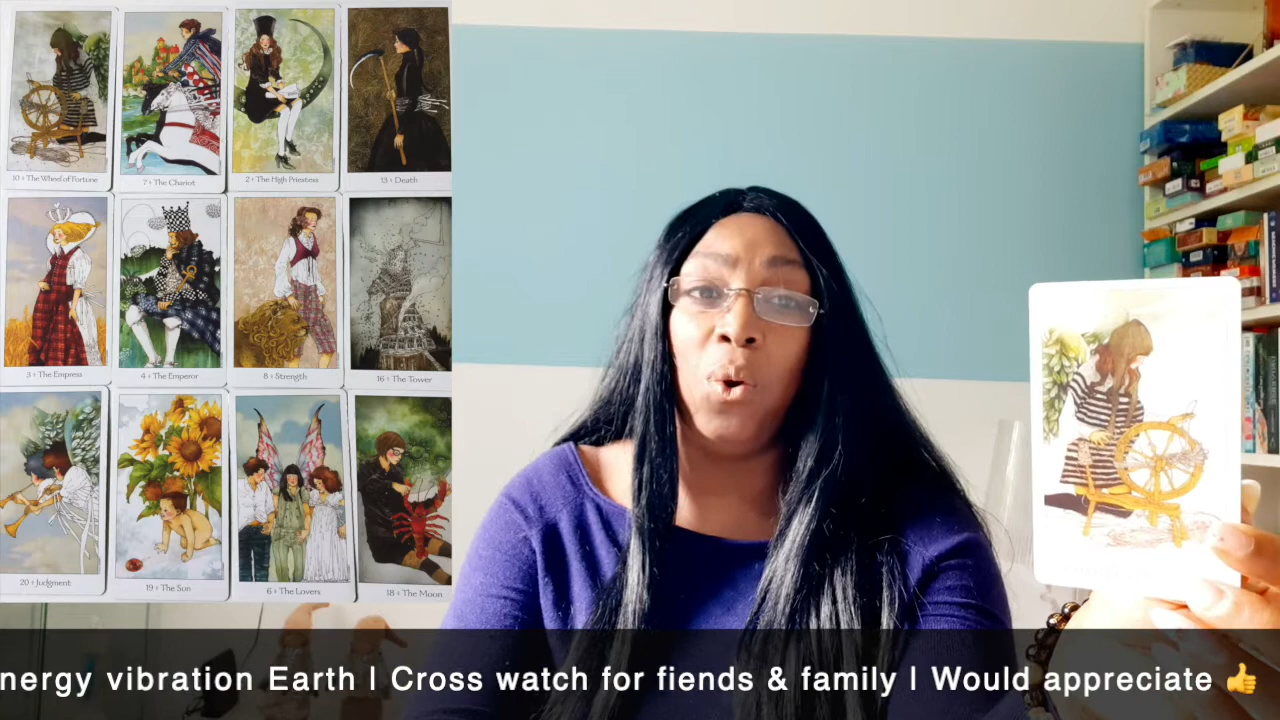 10 ♀ The Wheel of Fortune
7 ♀ The Chariot
2 ♀ The High Priestess
13 ♀ Death
3 ♀ The Empress
4 ♀ The Emperor
8 ♀ Strength
16 ♀ The Tower
20 ♀ Judgment
19 ♀ The Sun
6 ♀ The Lovers
18 ♀ The Moon
nergy vibration Earth | Cross watch for fiends & family | Would appreciate 👍